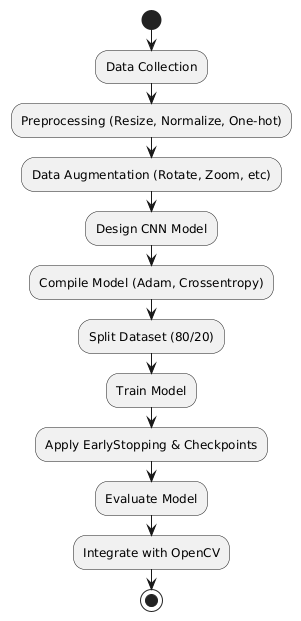 Data Collection
Preprocessing (Resize, Normalize, One-hot)
Data Augmentation (Rotate, Zoom, etc)
Design CNN Model
Compile Model (Adam, Crossentropy)
Split Dataset (80/20)
Train Model
Apply EarlyStopping & Checkpoints
Evaluate Model
Integrate with OpenCV